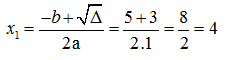 x₁ = (-b + √Δ)/2a = (5 + 3)/2.1 = 8/2 = 4